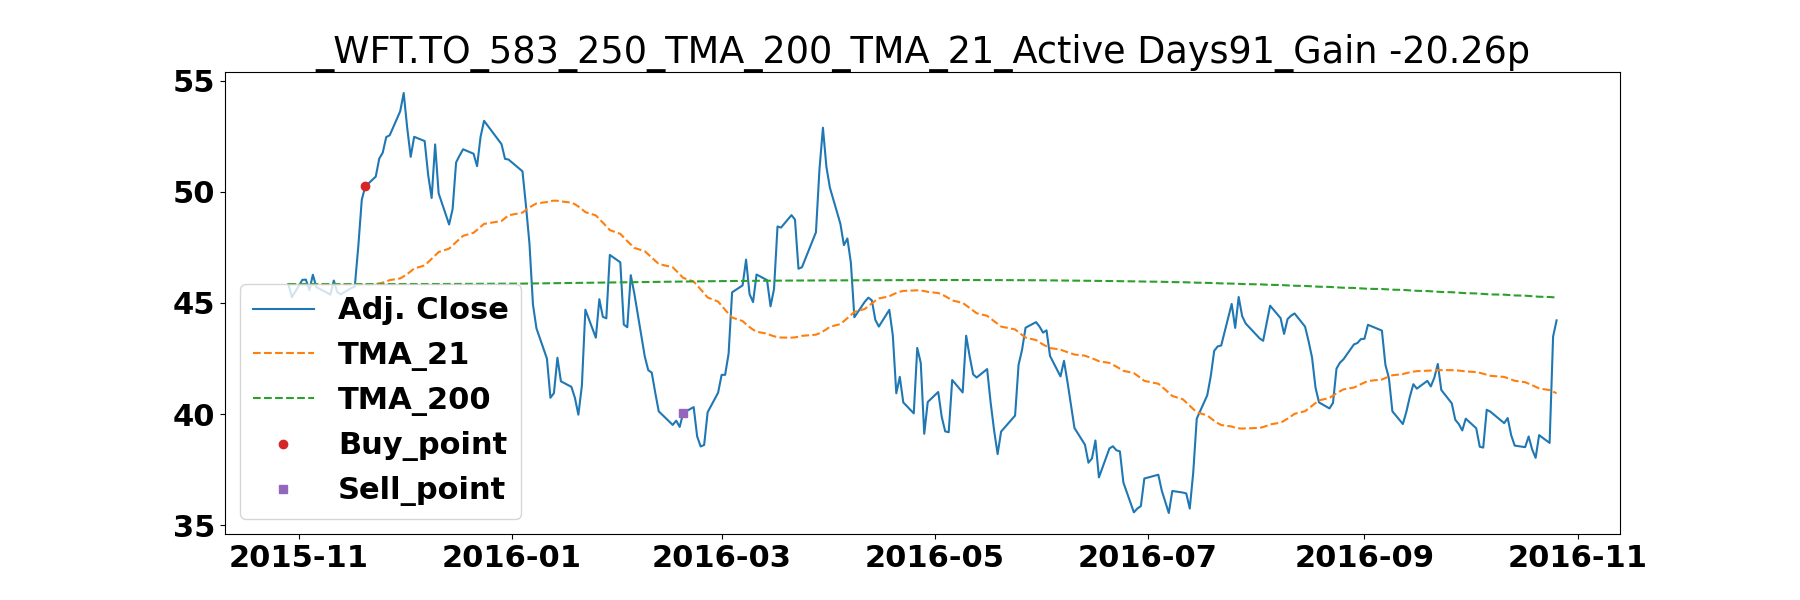 _WFT.TO_583_250_TMA_200_TMA_21_Active Days91_Gain -20.26p
55
50
45
40
35
Adj. Close
TMA_21
TMA_200
Buy_point
Sell_point
2015-11 2016-01 2016-03 2016-05 2016-07 2016-09 2016-11